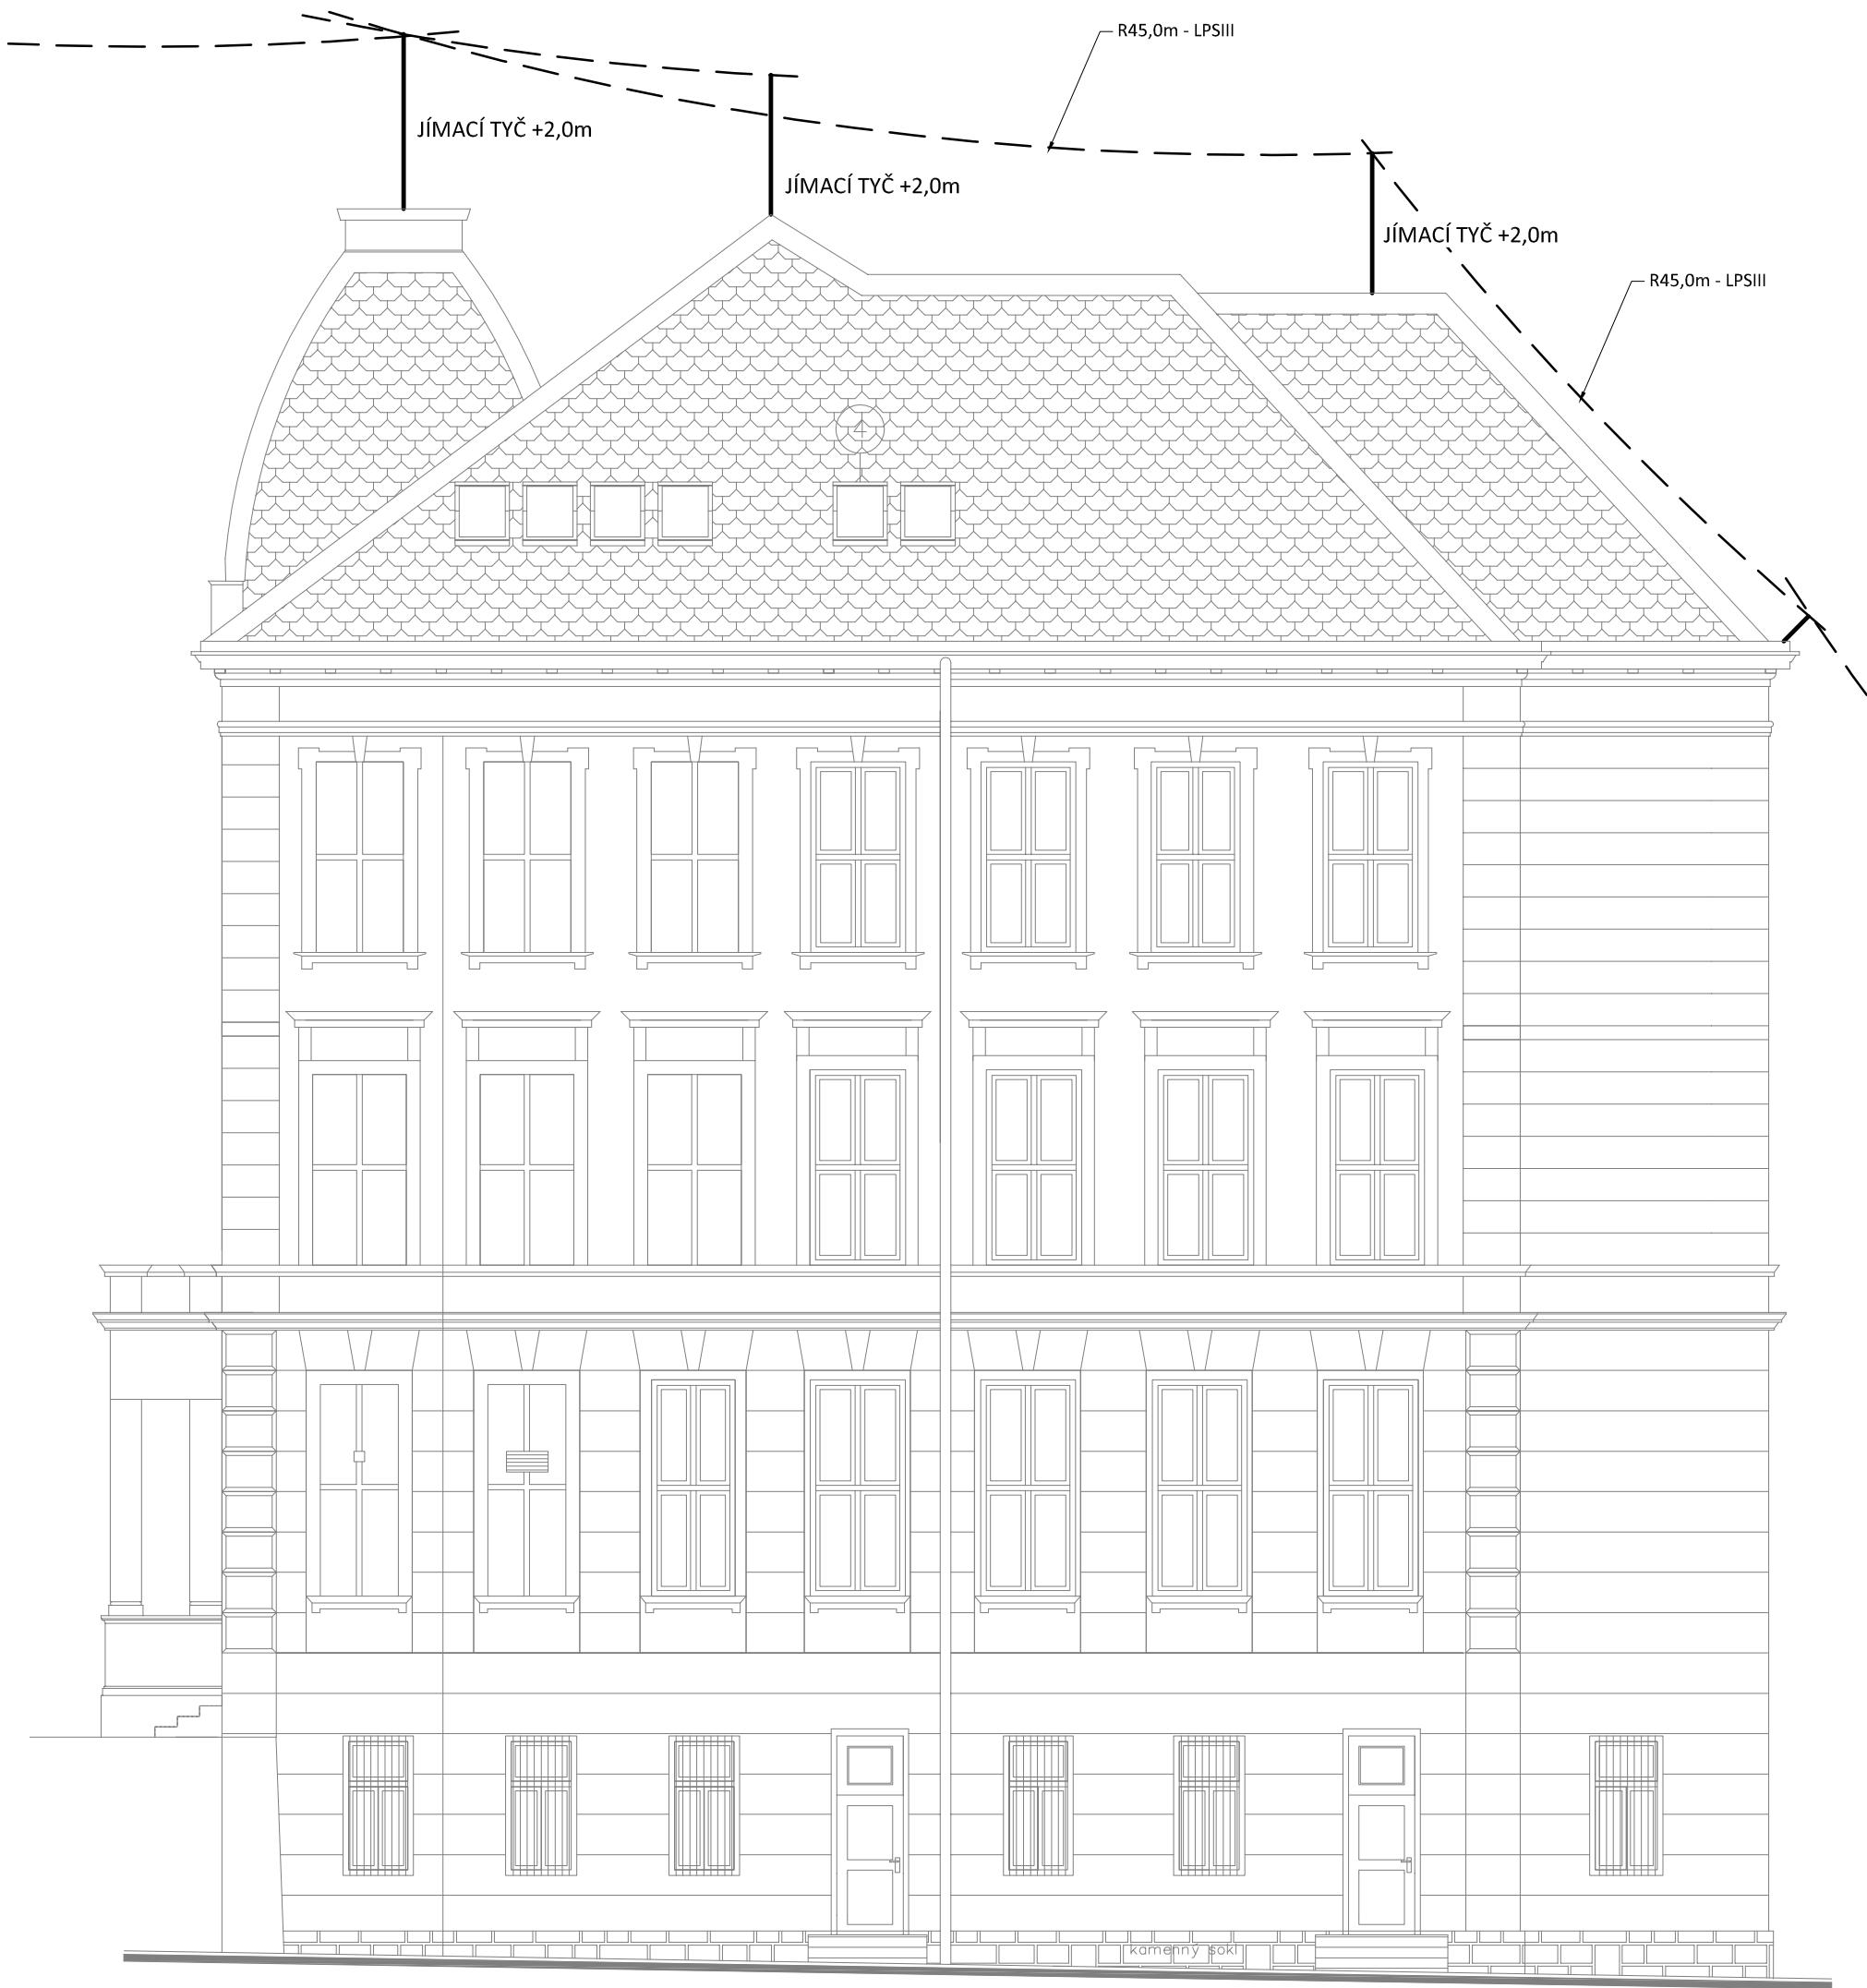 R45,0m - LPSIII
JÍMACÍ TYČ +2,0m
JÍMACÍ TYČ +2,0m
JÍMACÍ TYČ +2,0m
R45,0m - LPSIII
4
kamenný sokl